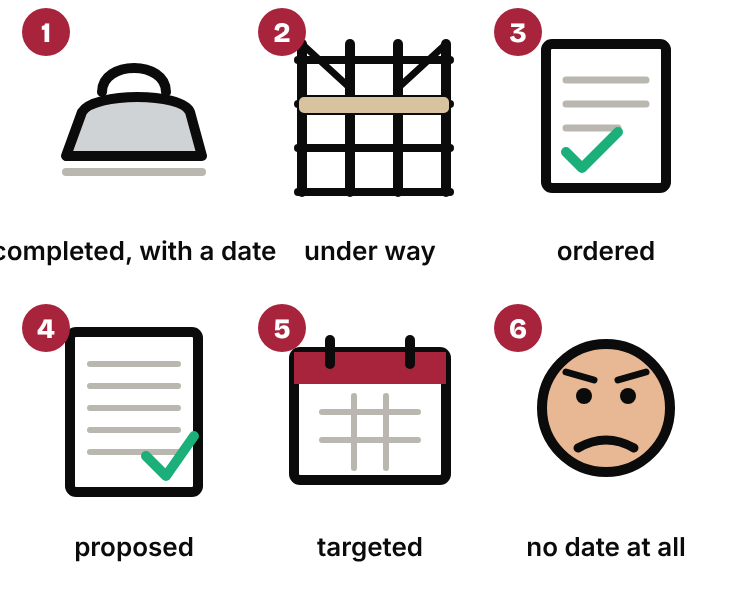 1
2
3
completed, with a date
under way
ordered
4
5
6
proposed
targeted
no date at all